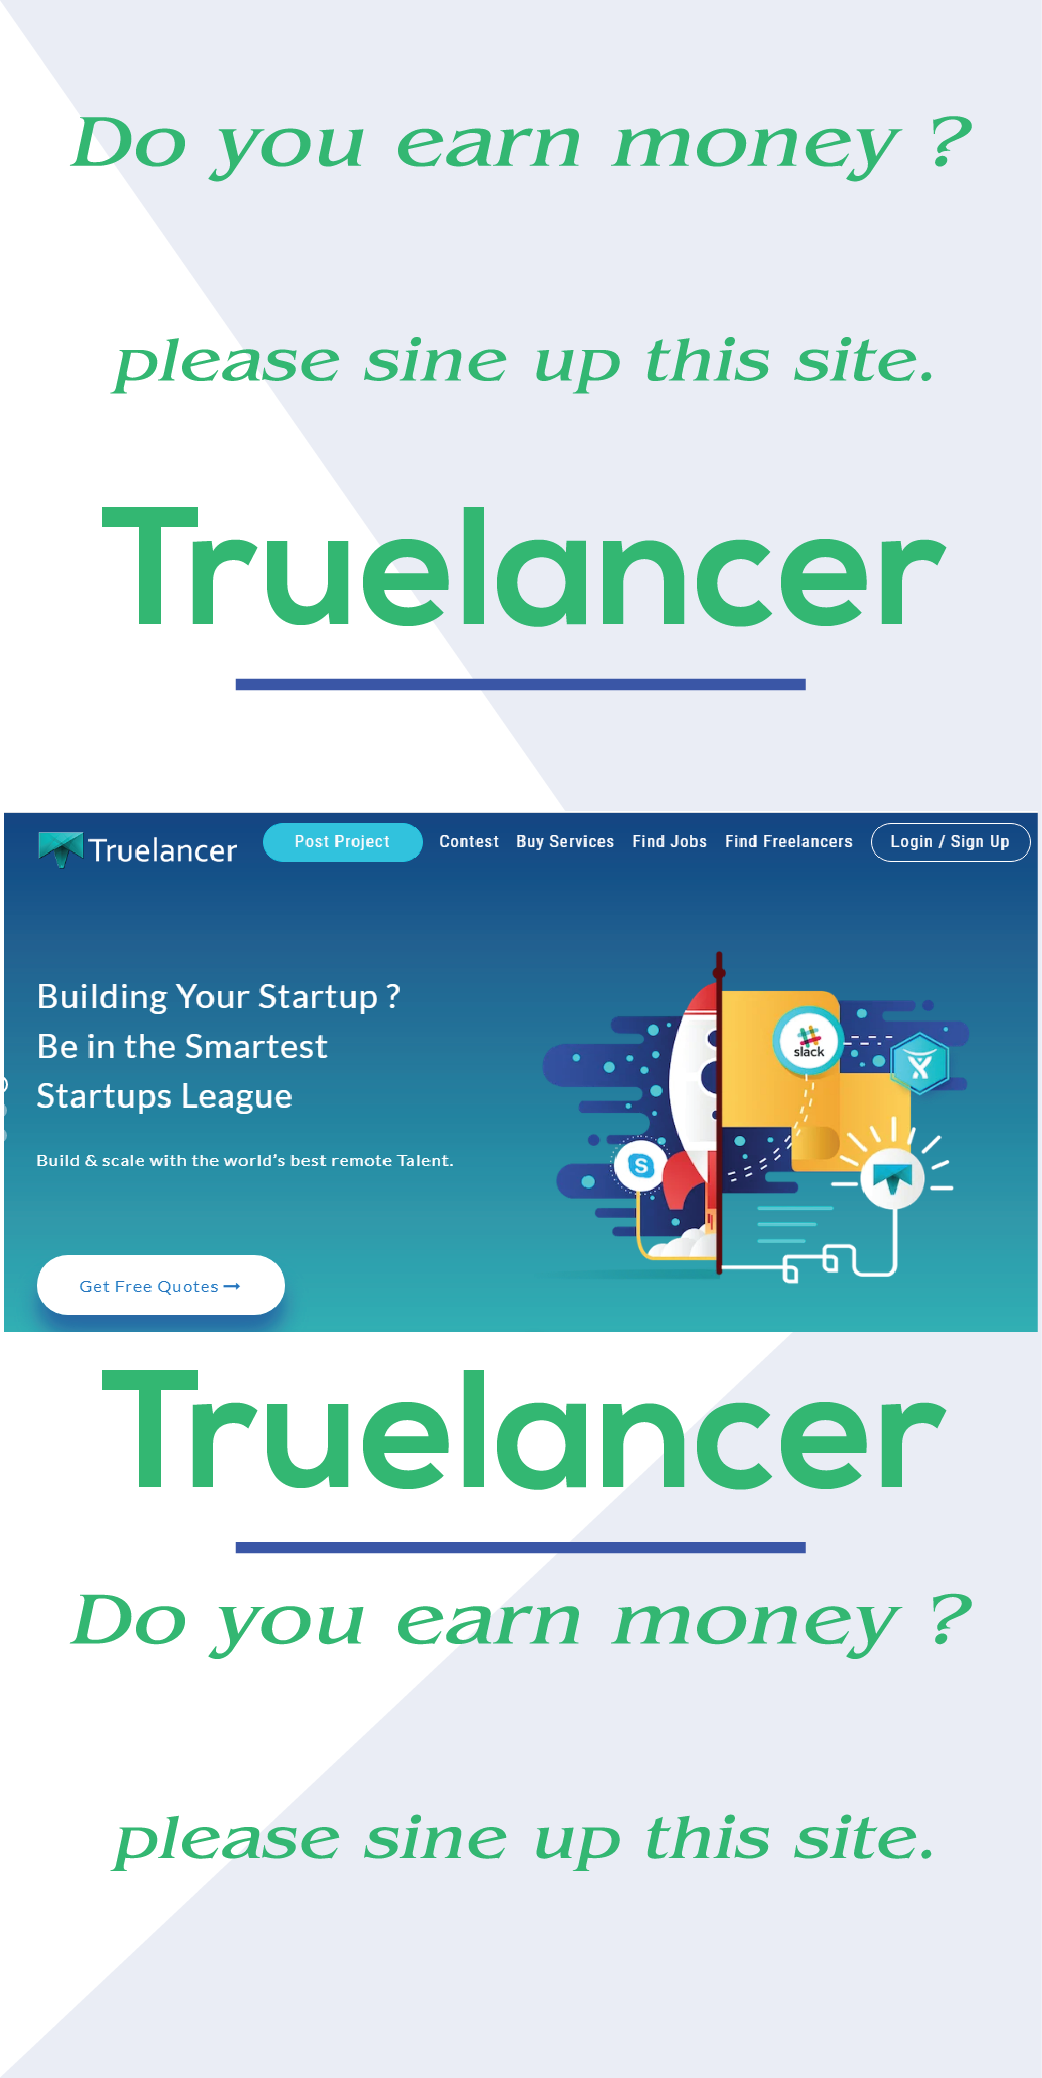 Do you earn money ?
please sine up this site.
Truelancer
Truelancer Post Project Contest Buy Services Find Jobs Find Freelancers Login / Sign Up
Building Your Startup ?
Be in the Smartest
Startups League
Build & scale with the world's best remote Talent.
slack
S
Get Free Quotes →
Truelancer
Do you earn money ?
please sine up this site.